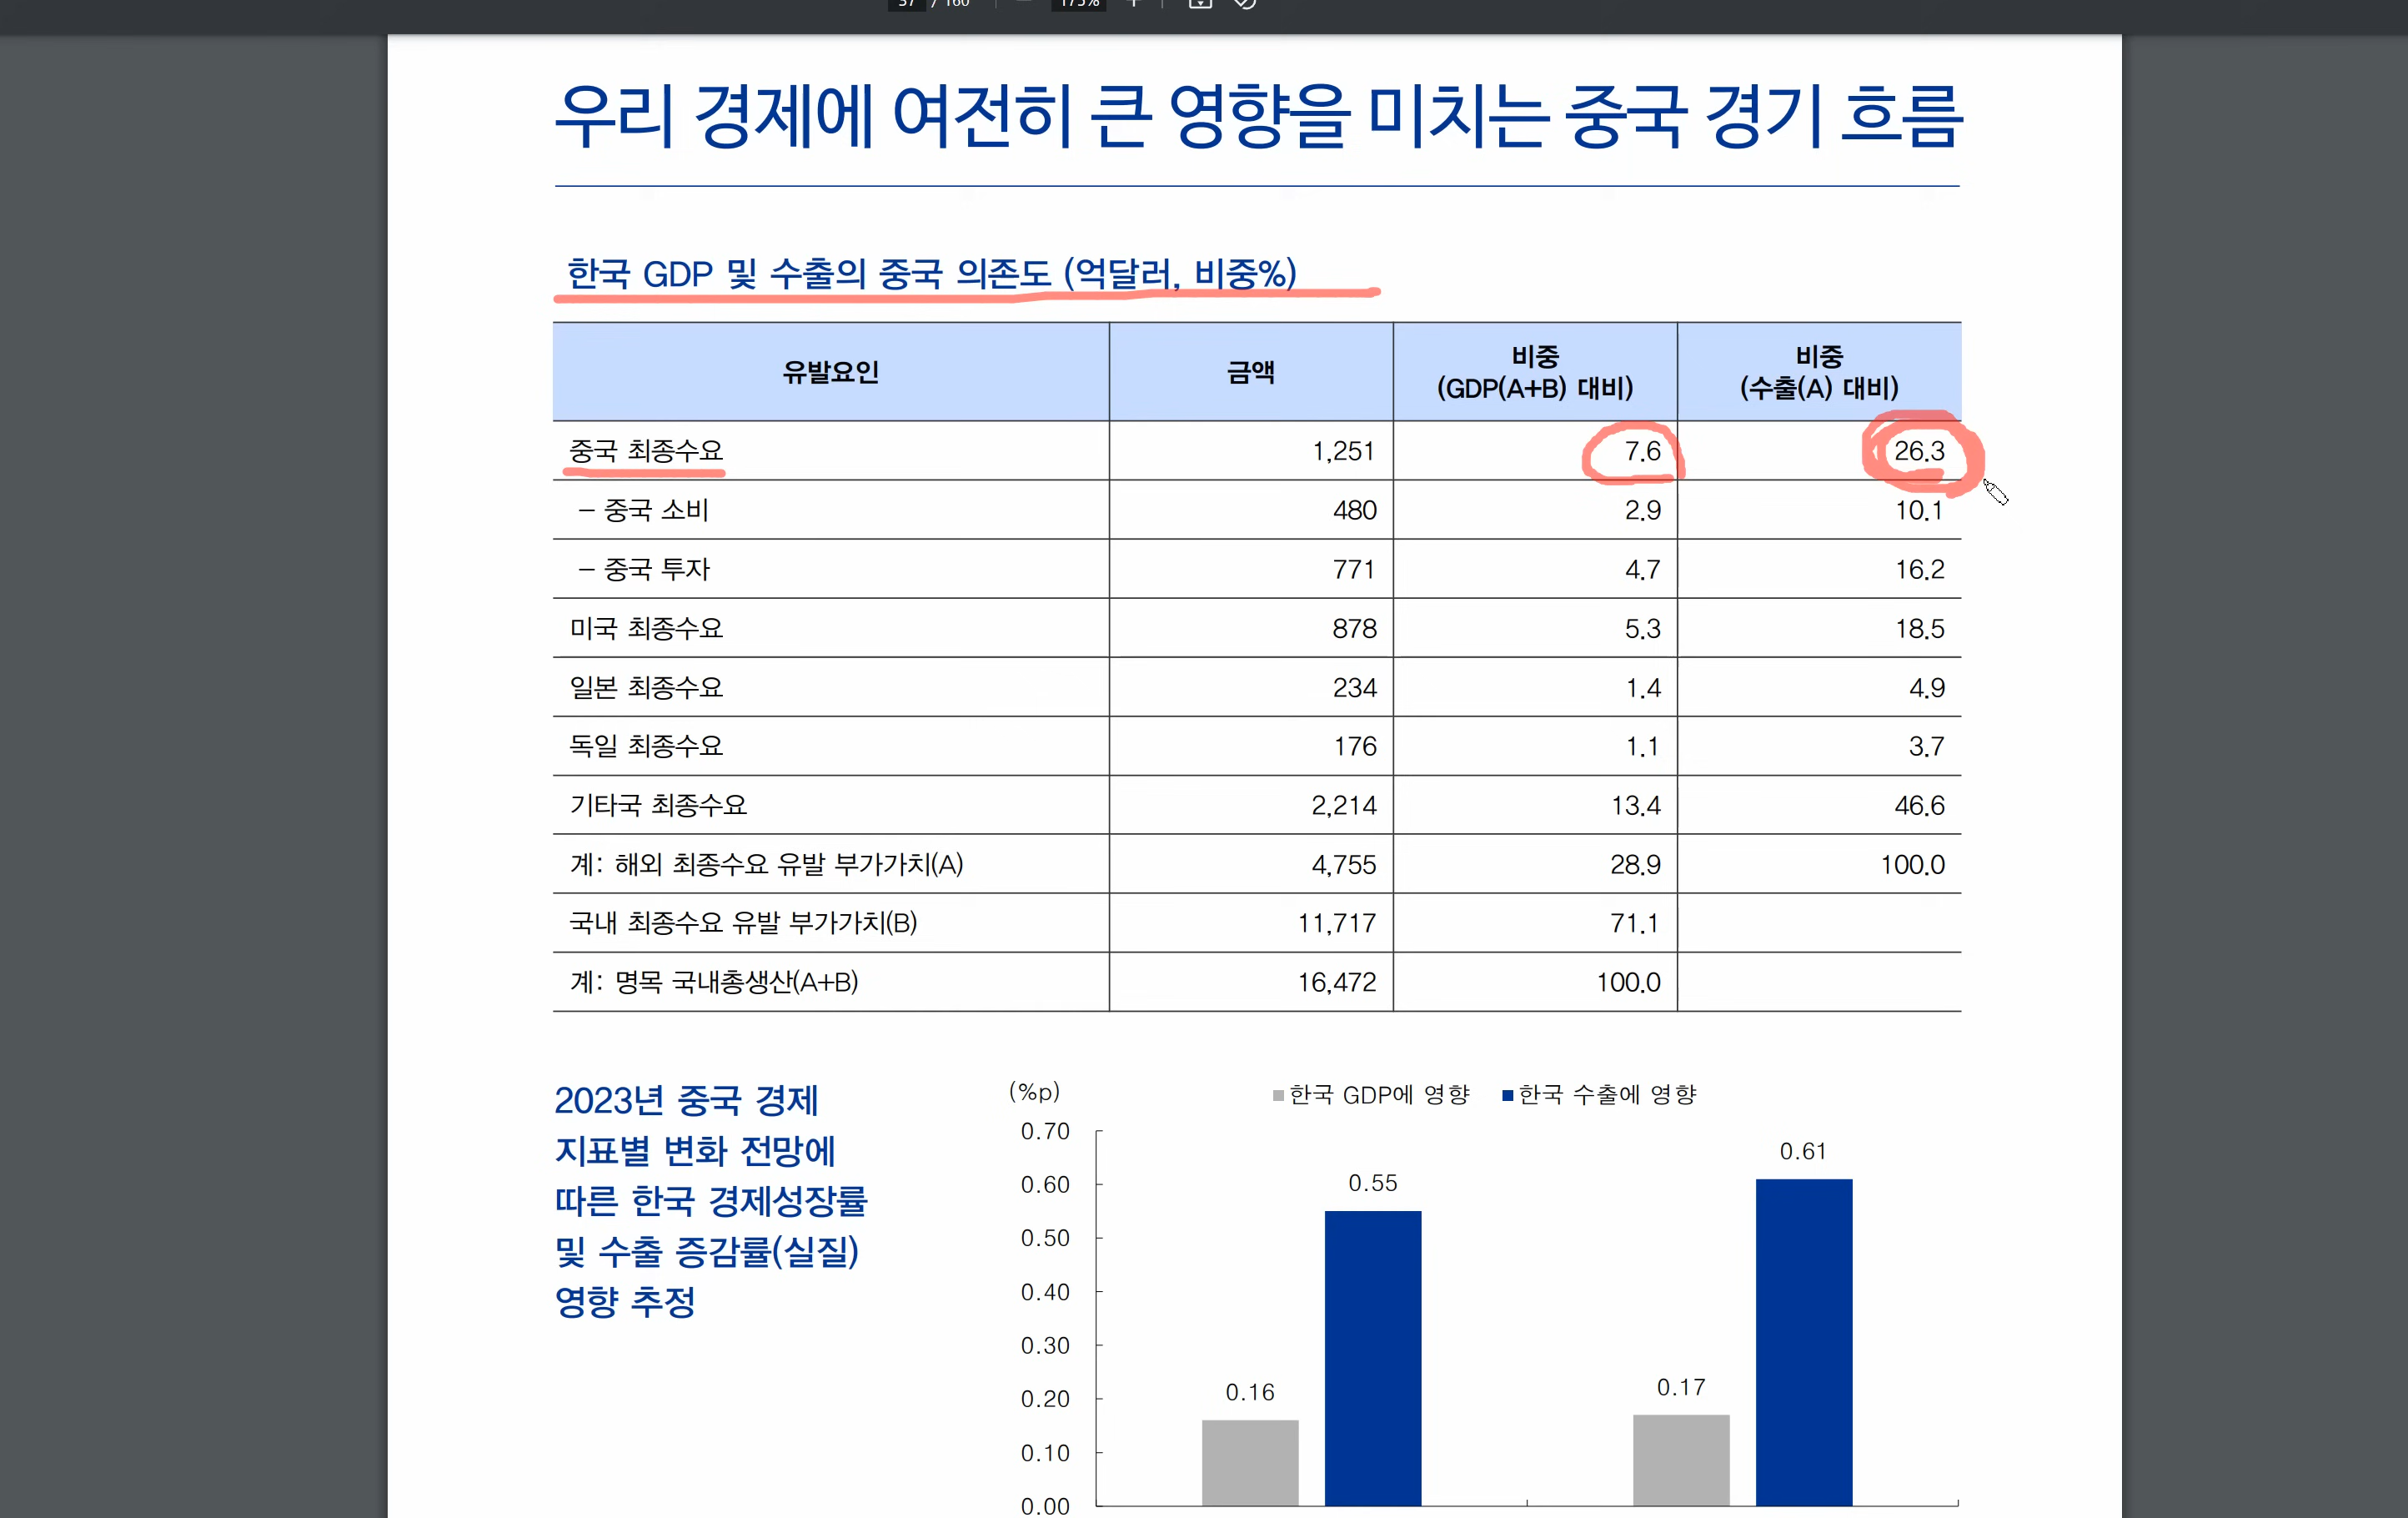 37 / 160 175%
우리 경제에 여전히 큰 영향을 미치는 중국 경기 흐름
한국 GDP 및 수출의 중국 의존도 (억달러, 비중%)
유발요인 금액 비중 (GDP(A+B) 대비) 비중 (수출(A) 대비)
중국 최종수요 1,251 7.6 26.3
– 중국 소비 480 2.9 10.1
– 중국 투자 771 4.7 16.2
미국 최종수요 878 5.3 18.5
일본 최종수요 234 1.4 4.9
독일 최종수요 176 1.1 3.7
기타국 최종수요 2,214 13.4 46.6
계: 해외 최종수요 유발 부가가치(A) 4,755 28.9 100.0
국내 최종수요 유발 부가가치(B) 11,717 71.1
계: 명목 국내총생산(A+B) 16,472 100.0
2023년 중국 경제
지표별 변화 전망에
따른 한국 경제성장률
및 수출 증감률(실질)
영향 추정
(%p)
한국 GDP에 영향 한국 수출에 영향
0.70
0.60
0.50
0.40
0.30
0.20
0.10
0.00
0.16
0.55
0.17
0.61